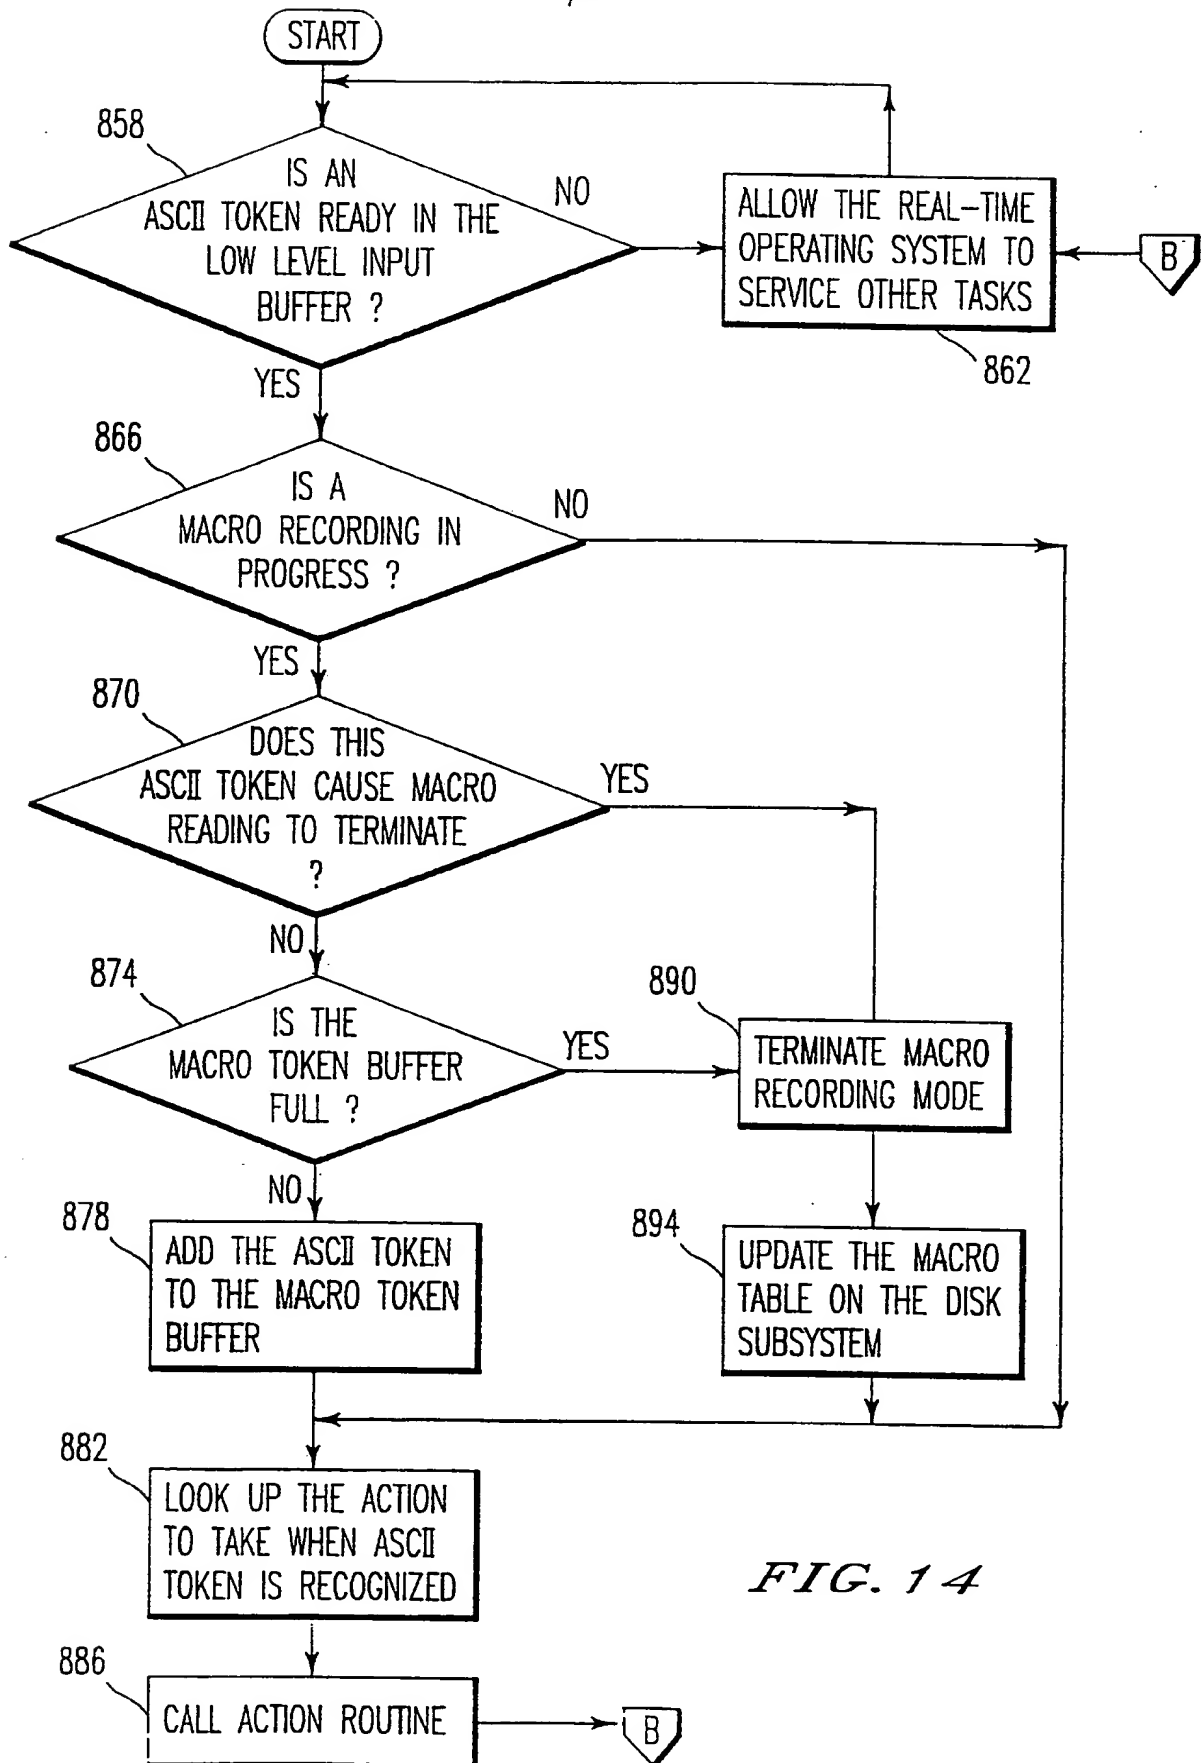 START
858
IS AN
ASCII TOKEN READY IN THE
LOW LEVEL INPUT
BUFFER ?
NO
ALLOW THE REAL-TIME
OPERATING SYSTEM TO
SERVICE OTHER TASKS
B
862
YES
866
IS A
MACRO RECORDING IN
PROGRESS ?
NO
YES
870
DOES THIS
ASCII TOKEN CAUSE MACRO
READING TO TERMINATE
?
YES
NO
874
IS THE
MACRO TOKEN BUFFER
FULL ?
YES
890
TERMINATE MACRO
RECORDING MODE
NO
878
ADD THE ASCII TOKEN
TO THE MACRO TOKEN
BUFFER
894
UPDATE THE MACRO
TABLE ON THE DISK
SUBSYSTEM
882
LOOK UP THE ACTION
TO TAKE WHEN ASCII
TOKEN IS RECOGNIZED
FIG. 14
886
CALL ACTION ROUTINE
B